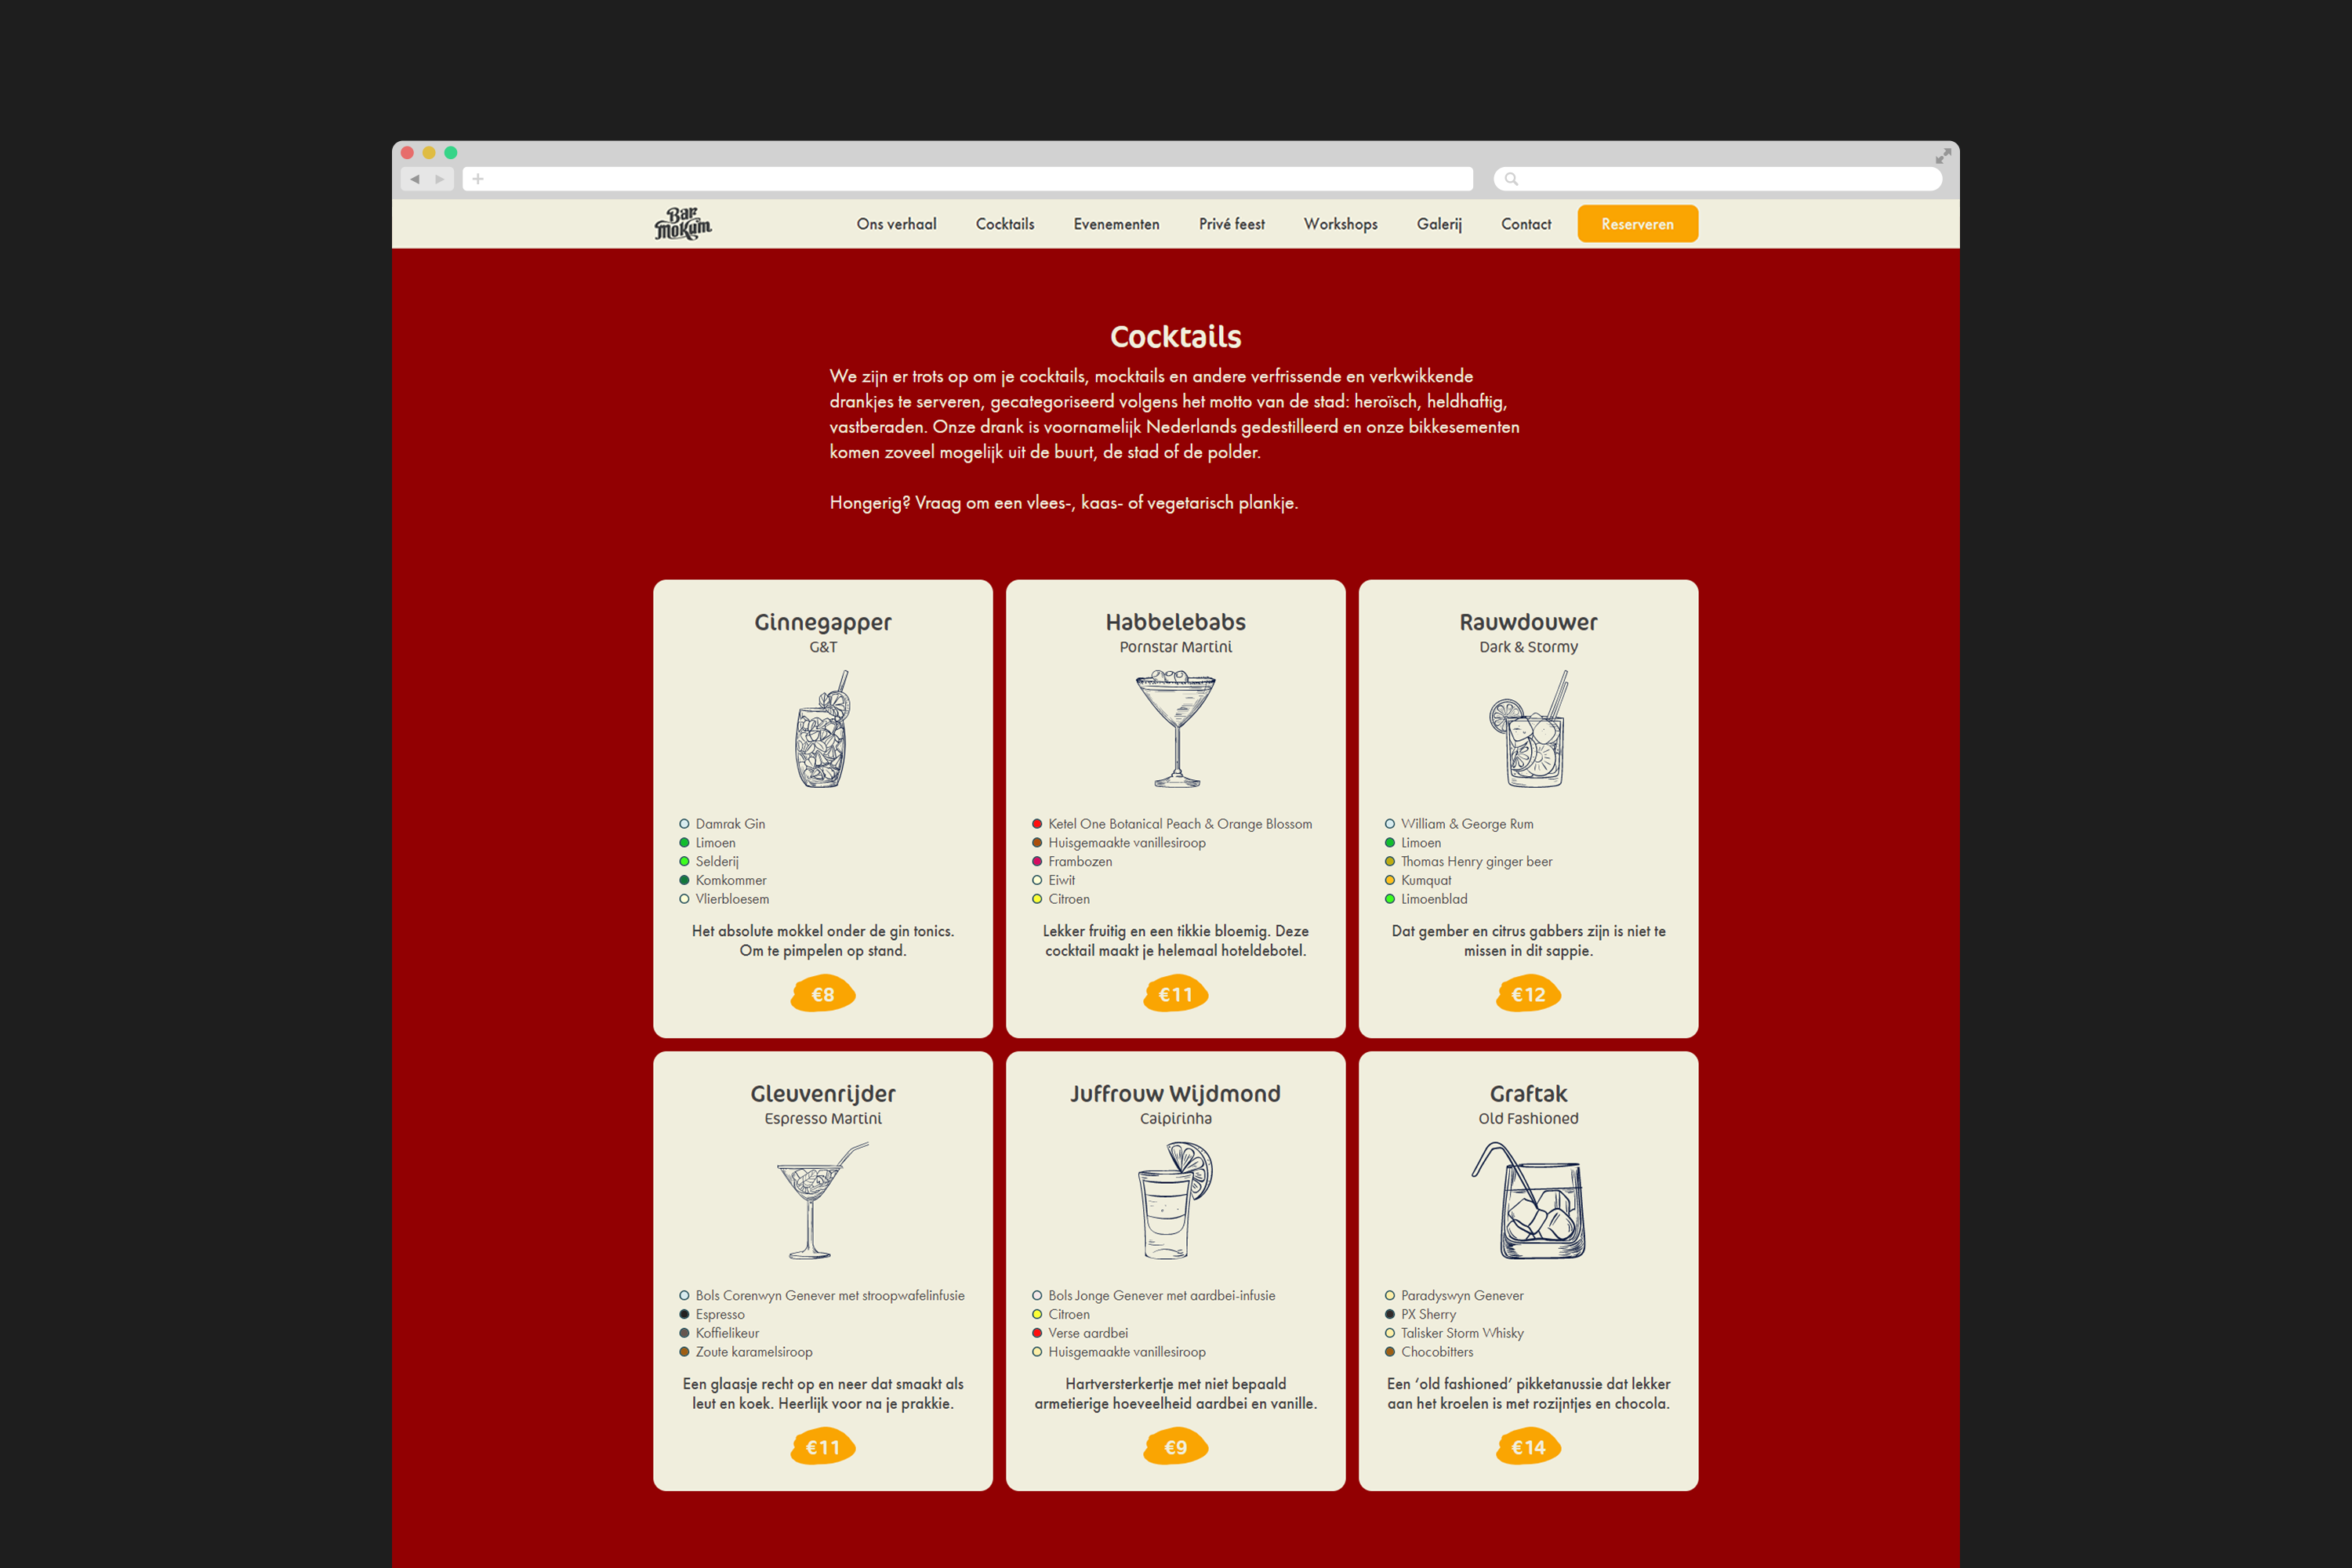 Bar Mokum
Ons verhaal
Cocktails
Evenementen
Privé feest
Workshops
Galerij
Contact
Reserveren
Cocktails
We zijn er trots op om je cocktails, mocktails en andere verfrissende en verkwikkende
drankjes te serveren, gecategoriseerd volgens het motto van de stad: heroïsch, heldhaftig,
vastberaden. Onze drank is voornamelijk Nederlands gedestilleerd en onze bikkesementen
komen zoveel mogelijk uit de buurt, de stad of de polder.
Hongerig? Vraag om een vlees-, kaas- of vegetarisch plankje.
Ginnegapper
G&T
Damrak Gin
Limoen
Selderij
Komkommer
Vlierbloesem
Het absolute mokkel onder de gin tonics.
Om te pimpelen op stand.
€8
Habbelebabs
Pornstar Martini
Ketel One Botanical Peach & Orange Blossom
Huisgemaakte vanillesiroop
Frambozen
Eiwit
Citroen
Lekker fruitig en een tikkie bloemig. Deze
cocktail maakt je helemaal hoteldebotel.
€11
Rauwdouwer
Dark & Stormy
William & George Rum
Limoen
Thomas Henry ginger beer
Kumquat
Limoenblad
Dat gember en citrus gabbers zijn is niet te
missen in dit sappie.
€12
Gleuvenrijder
Espresso Martini
Bols Corenwyn Genever met stroopwafelinfusie
Espresso
Koffielikeur
Zoute karamelsiroop
Een glaasje recht op en neer dat smaakt als
leut en koek. Heerlijk voor na je prakkie.
€11
Juffrouw Wijdmond
Caipirinha
Bols Jonge Genever met aardbei-infusie
Citroen
Verse aardbei
Huisgemaakte vanillesiroop
Hartversterkertje met niet bepaald
armetierige hoeveelheid aardbei en vanille.
€9
Graftak
Old Fashioned
Paradyswyn Genever
PX Sherry
Talisker Storm Whisky
Chocobitters
Een ‘old fashioned’ pikketanussie dat lekker
aan het kroelen is met rozijntjes en chocola.
€14